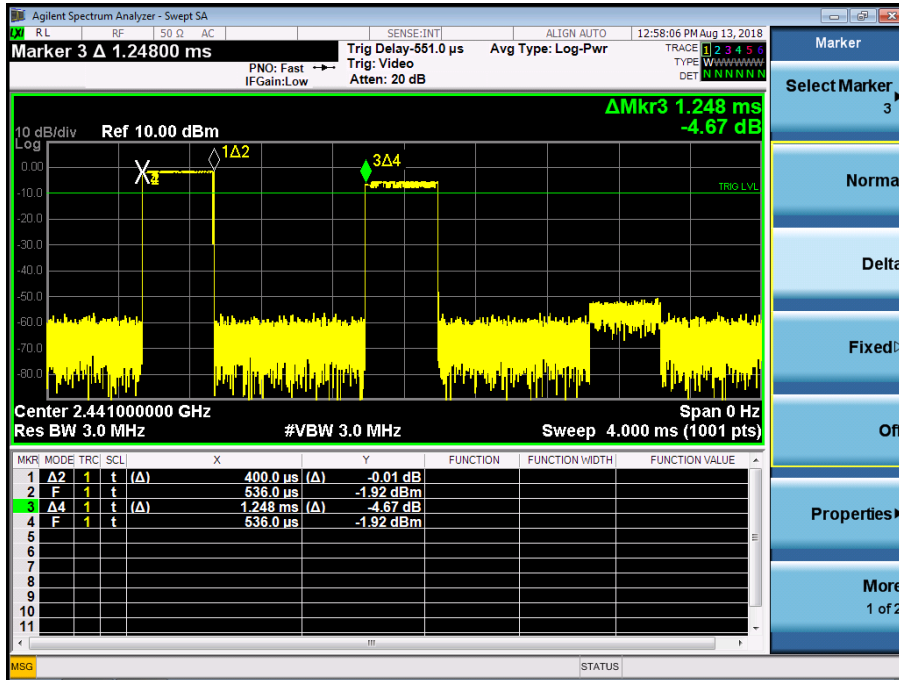 Agilent Spectrum Analyzer - Swept SA
LXI RL RF 50 Ω AC SENSE:INT ALIGN AUTO 12:58:06 PM Aug 13, 2018
Marker 3 Δ 1.24800 ms
PNO: Fast
IFGain:Low
Trig Delay-551.0 µs
Trig: Video
Atten: 20 dB
Avg Type: Log-Pwr
TRACE 1 2 3 4 5 6
TYPE WWWWWW
DET N N N N N N
ΔMkr3 1.248 ms
-4.67 dB
10 dB/div Ref 10.00 dBm
Log
1Δ2
3Δ4
0.00
-10.0
TRIG LVL
-20.0
-30.0
-40.0
-50.0
-60.0
-70.0
-80.0
Center 2.441000000 GHz Span 0 Hz
Res BW 3.0 MHz #VBW 3.0 MHz Sweep 4.000 ms (1001 pts)
MKR MODE TRC SCL X Y FUNCTION FUNCTION WIDTH FUNCTION VALUE
1 Δ2 1 t (Δ) 400.0 µs (Δ) -0.01 dB
2 F 1 t 536.0 µs -1.92 dBm
3 Δ4 1 t (Δ) 1.248 ms (Δ) -4.67 dB
4 F 1 t 536.0 µs -1.92 dBm
5
6
7
8
9
10
11
MSG STATUS
Marker
Select Marker
3
Norma
Delta
Fixed
Off
Properties
More
1 of 2